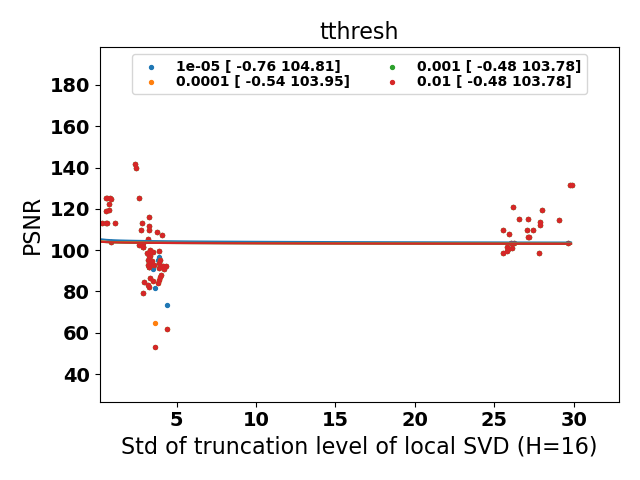 tthresh
1e-05 [ -0.76 104.81]
0.0001 [ -0.54 103.95]
0.001 [ -0.48 103.78]
0.01 [ -0.48 103.78]
PSNR
180
160
140
120
100
80
60
40
5 10 15 20 25 30
Std of truncation level of local SVD (H=16)